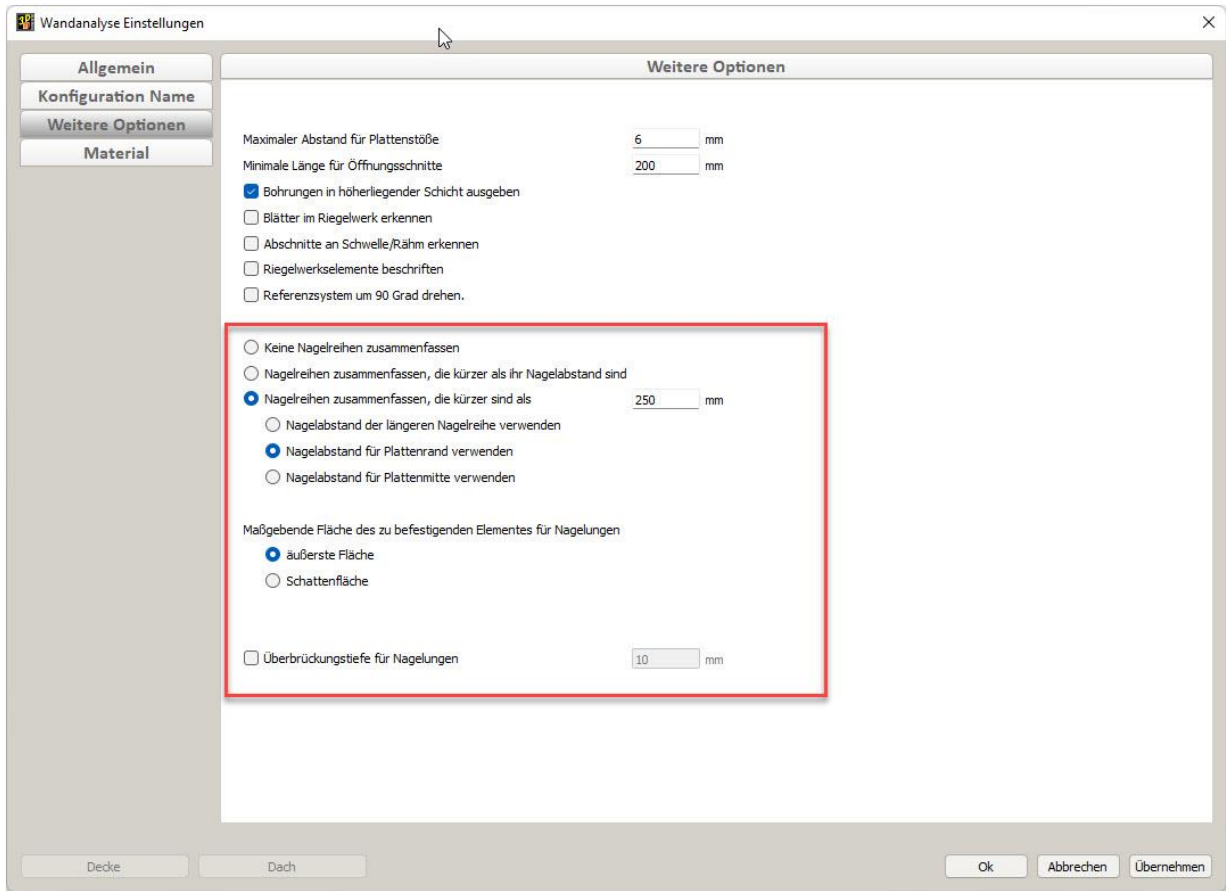 Wandanalyse Einstellungen
Allgemein
Konfiguration Name
Weitere Optionen
Material
Weitere Optionen
Maximaler Abstand für Plattenstöße 6 mm
Minimale Länge für Öffnungsschnitte 200 mm
Bohrungen in höherliegender Schicht ausgeben
Blätter im Riegelwerk erkennen
Abschnitte an Schwelle/Rähm erkennen
Riegelwerkselemente beschriften
Referenzsystem um 90 Grad drehen.
Keine Nagelreihen zusammenfassen
Nagelreihen zusammenfassen, die kürzer als ihr Nagelabstand sind
Nagelreihen zusammenfassen, die kürzer sind als 250 mm
Nagelabstand der längeren Nagelreihe verwenden
Nagelabstand für Plattenrand verwenden
Nagelabstand für Plattenmitte verwenden
Maßgebende Fläche des zu befestigenden Elementes für Nagelungen
äußerste Fläche
Schattenfläche
Überbrückungstiefe für Nagelungen 10 mm
Decke Dach Ok Abbrechen Übernehmen